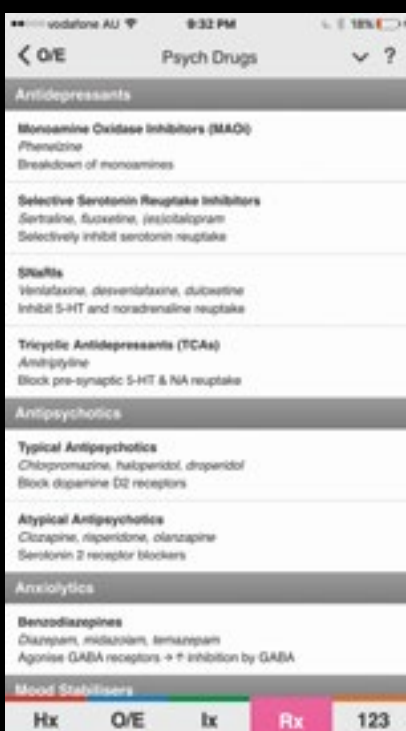 vodafone AU 9:32 PM 18%
O/E Psych Drugs ?
Antidepressants
Monoamine Oxidase Inhibitors (MAOi)
Phenelzine
Breakdown of monoamines
Selective Serotonin Reuptake Inhibitors
Sertraline, fluoxetine, (es)citalopram
Selectively inhibit serotonin reuptake
SNaRIs
Venlafaxine, desvenlafaxine, duloxetine
Inhibit 5-HT and noradrenaline reuptake
Tricyclic Antidepressants (TCAs)
Amitriptyline
Block pre-synaptic 5-HT & NA reuptake
Antipsychotics
Typical Antipsychotics
Chlorpromazine, haloperidol, droperidol
Block dopamine D2 receptors
Atypical Antipsychotics
Clozapine, risperidone, olanzapine
Serotonin 2 receptor blockers
Anxiolytics
Benzodiazepines
Diazepam, midazolam, temazepam
Agonise GABA receptors → ↑ inhibition by GABA
Mood Stabilisers
Hx O/E Ix Rx 123